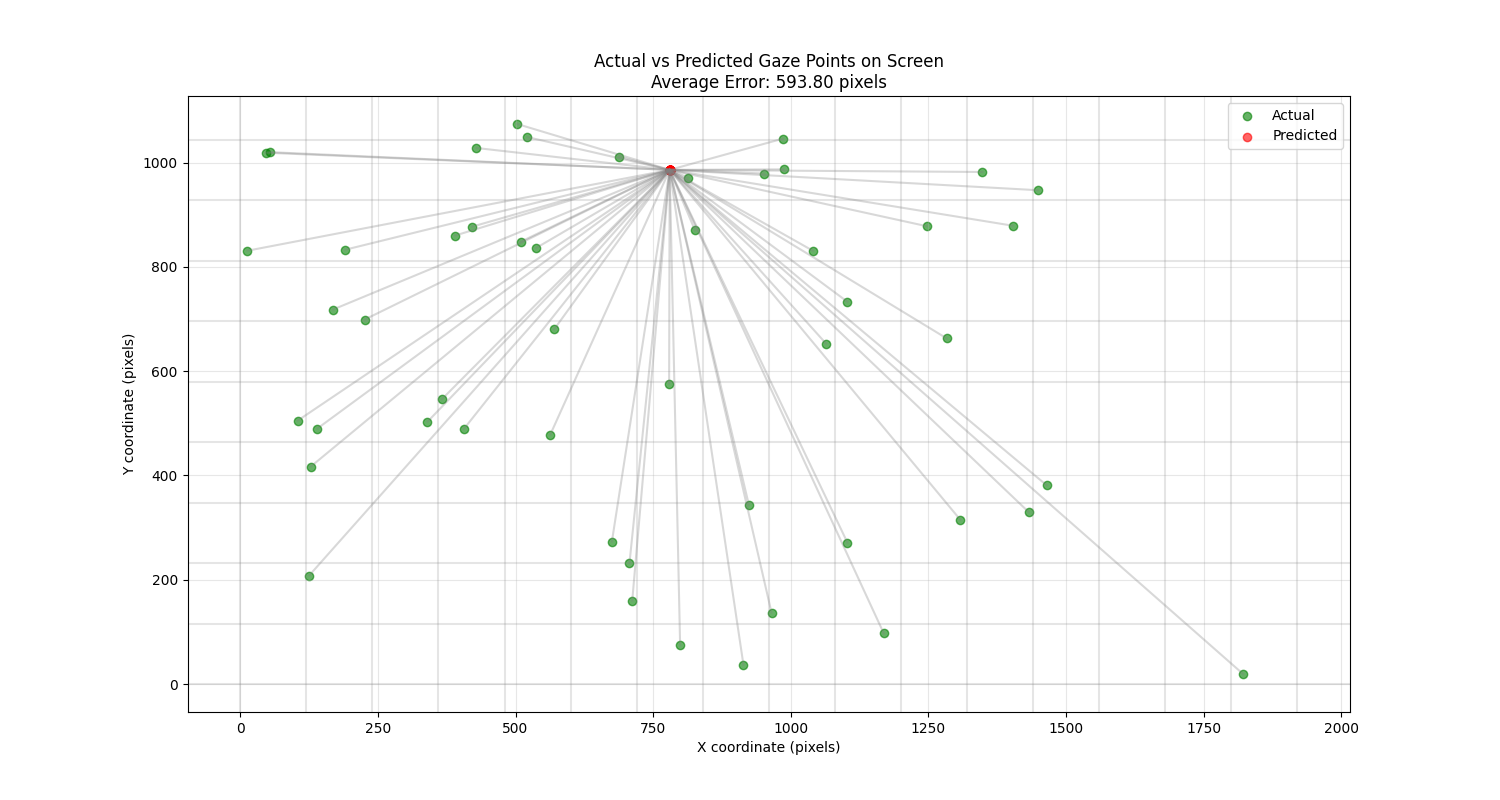 Actual vs Predicted Gaze Points on Screen
Average Error: 593.80 pixels
Actual
Predicted
Y coordinate (pixels)
1000
800
600
400
200
0
0 250 500 750 1000 1250 1500 1750 2000
X coordinate (pixels)